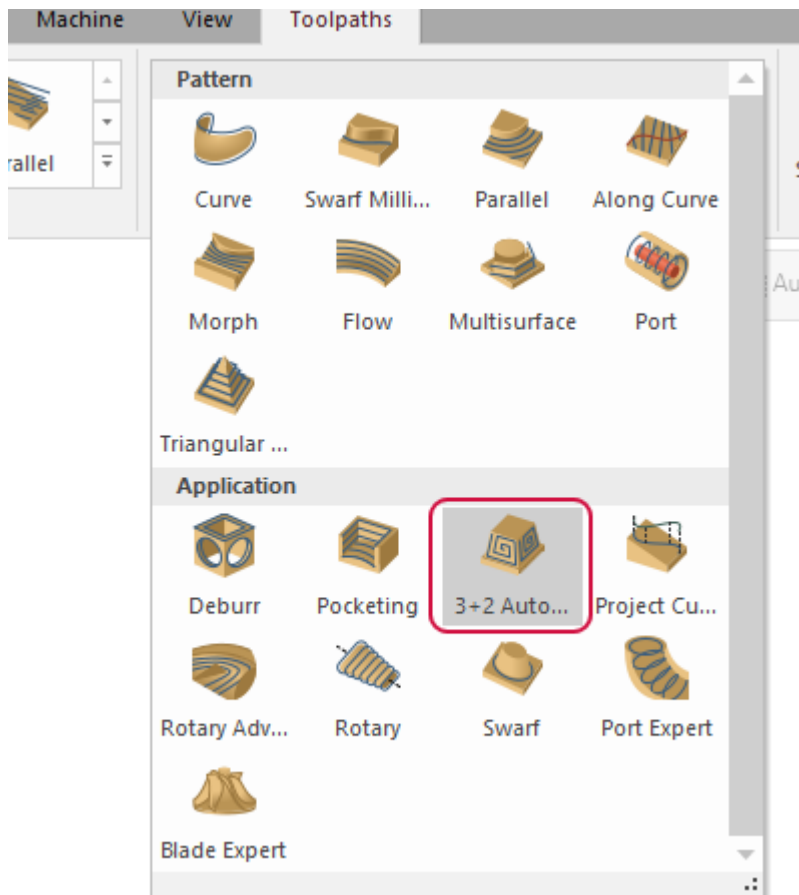 Machine View Toolpaths
Pattern
rallel
Curve Swarf Milli... Parallel Along Curve
Morph Flow Multisurface Port
Au
Triangular ...
Application
Deburr Pocketing 3+2 Auto... Project Cu...
Rotary Adv... Rotary Swarf Port Expert
Blade Expert